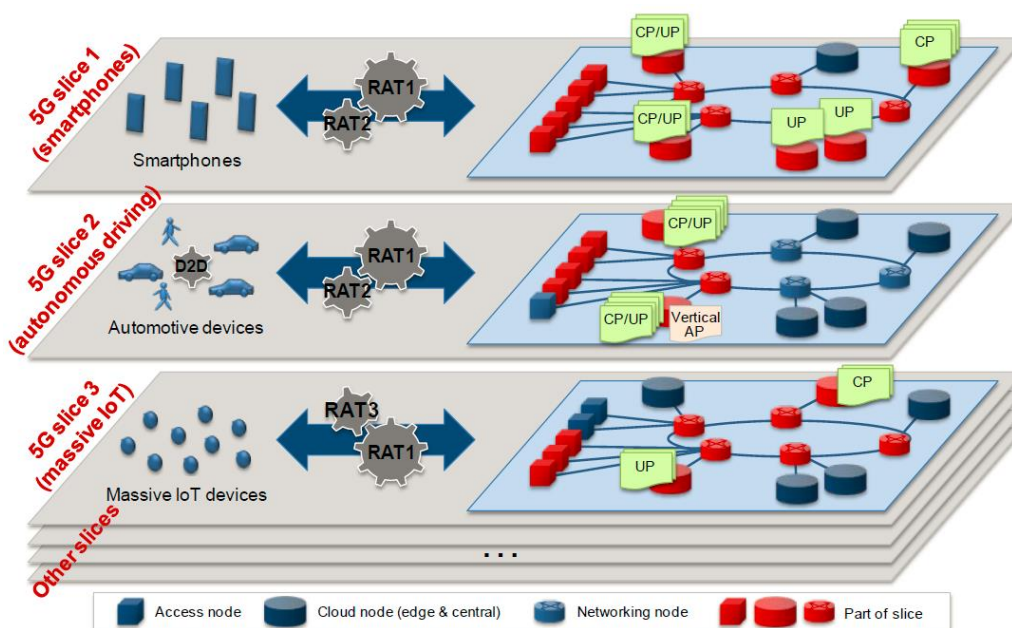 5G slice 1
(smartphones)
Smartphones
RAT1
RAT2
CP/UP
CP
CP/UP
UP
UP
5G slice 2
(autonomous driving)
D2D
Automotive devices
RAT1
RAT2
CP/UP
CP/UP
Vertical
AP
5G slice 3
(massive IoT)
Massive IoT devices
RAT3
RAT1
CP
UP
Other slices
...
Access node
Cloud node (edge & central)
Networking node
Part of slice